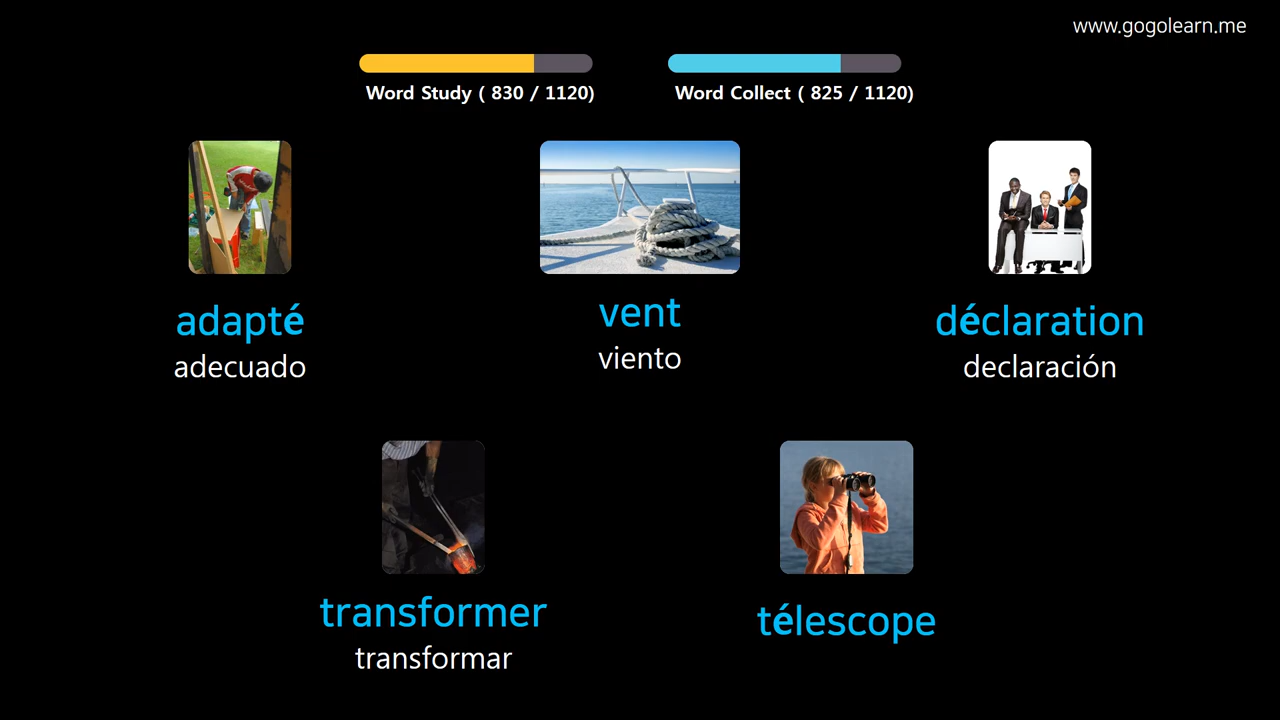 www.gogolearn.me
Word Study ( 830 / 1120)
Word Collect ( 825 / 1120)
adapté
adecuado
vent
viento
déclaration
declaración
transformer
transformar
télescope